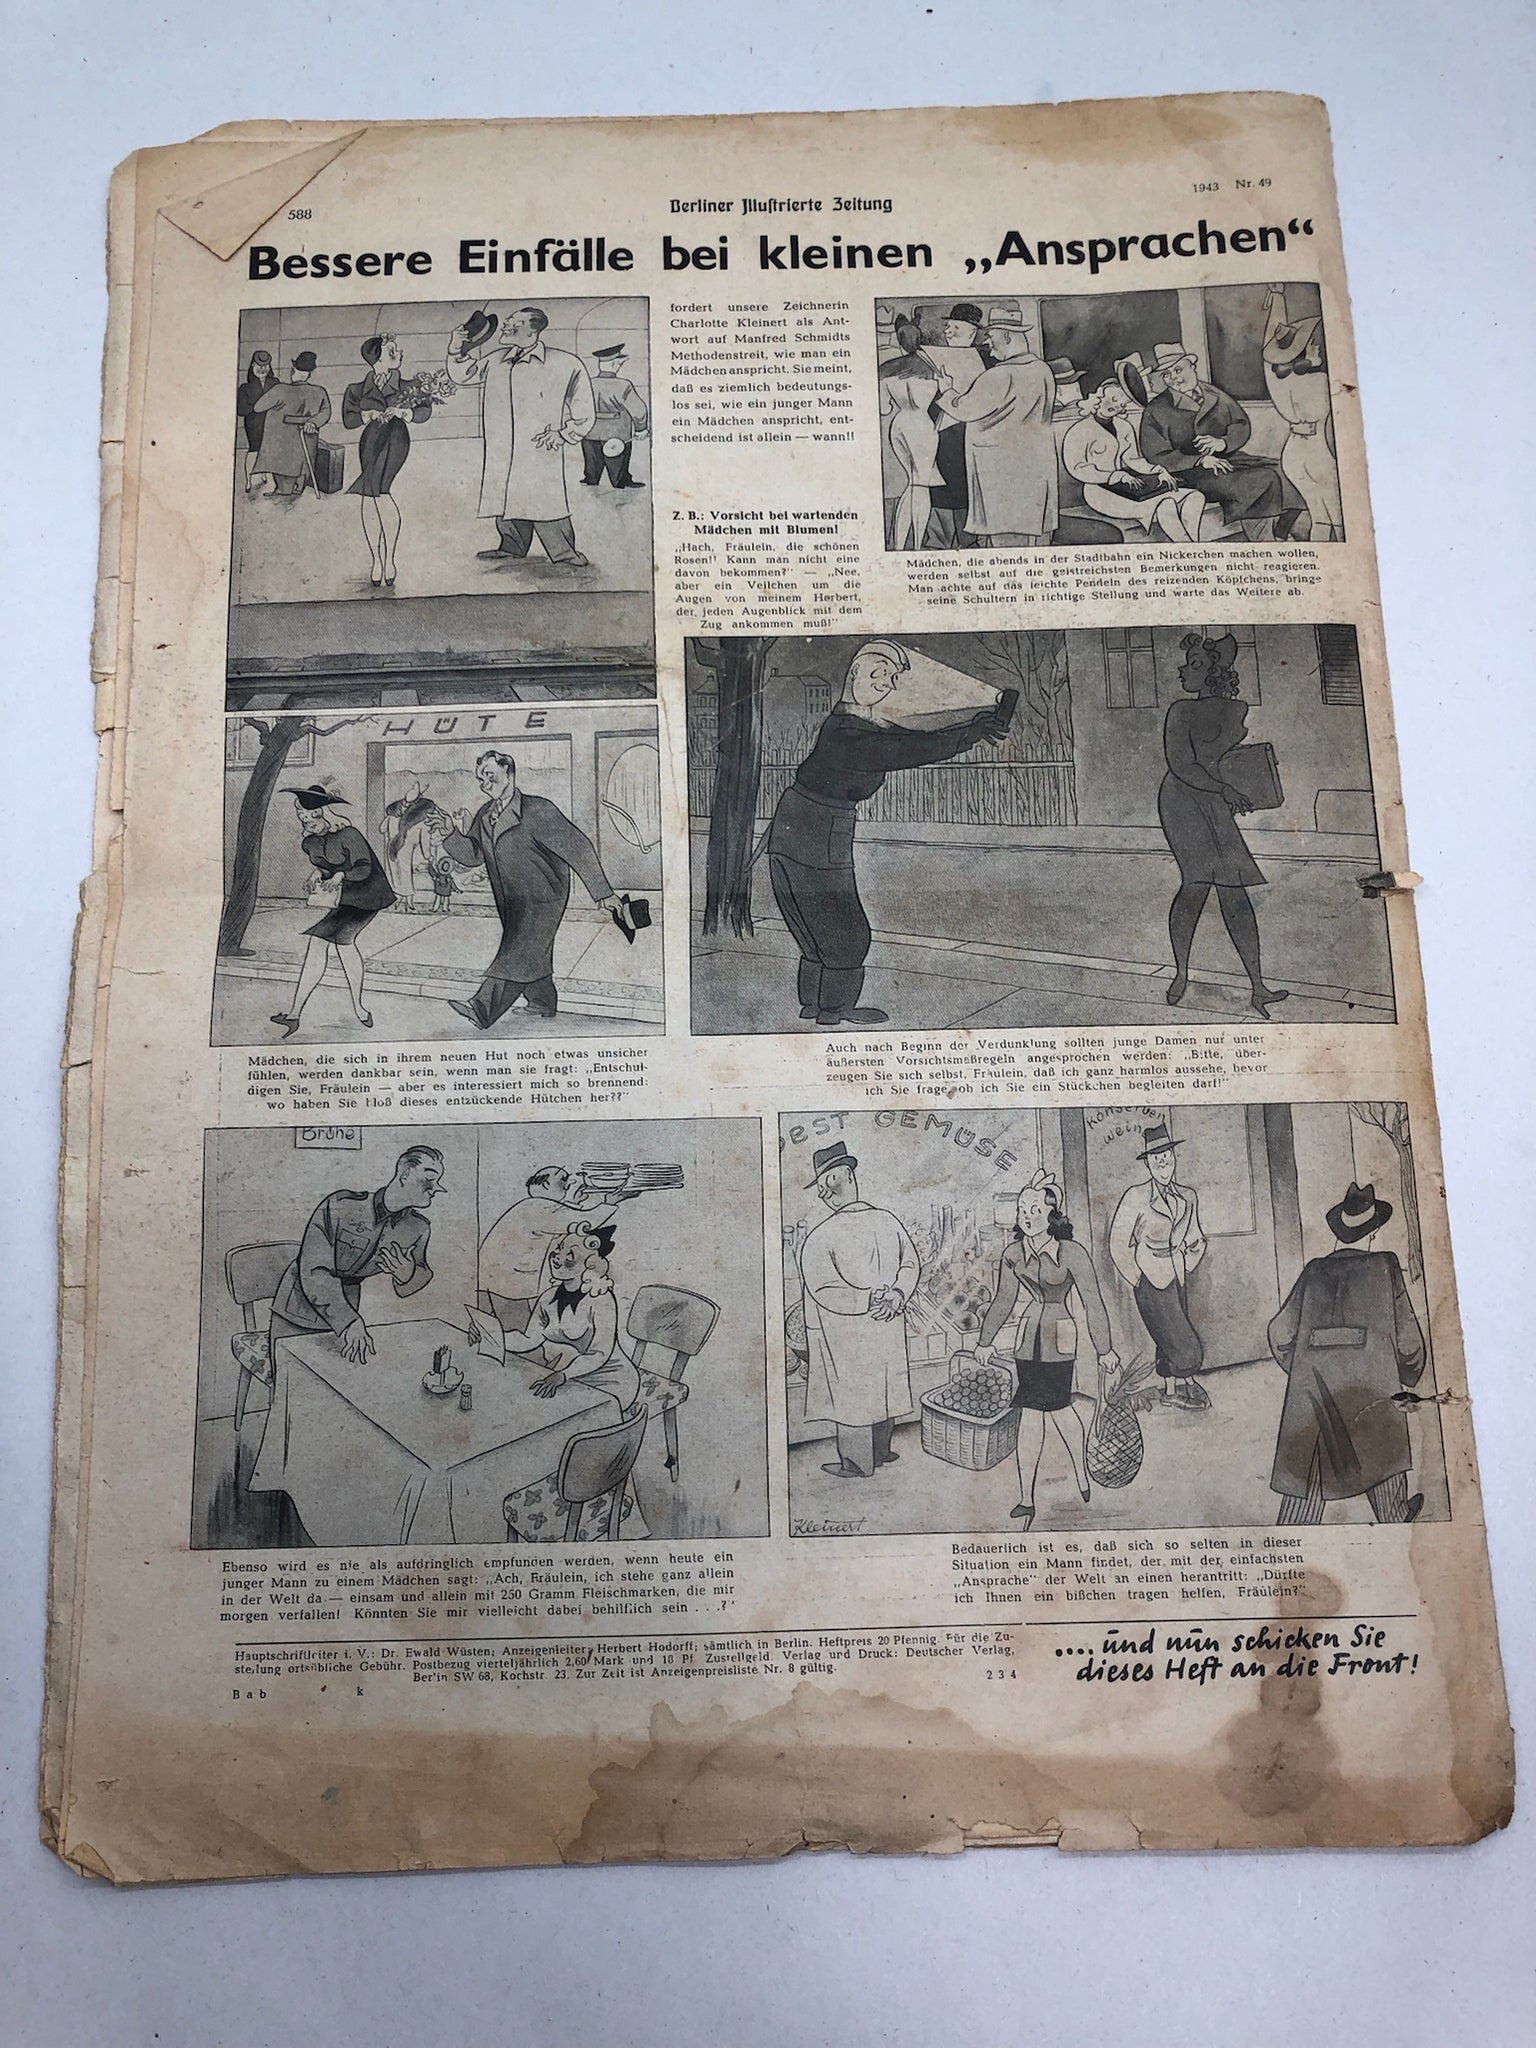 588
Berliner Illustrierte Zeitung
1943 Nr. 49
Bessere Einfälle bei kleinen „Ansprachen“
fordert unsere Zeichnerin
Charlotte Kleinert als Ant-
wort auf Manfred Schmidts
Methodenstreit, wie man ein
Mädchen anspricht. Sie meint,
daß es ziemlich bedeutungs-
los sei, wie ein junger Mann
ein Mädchen anspricht, ent-
scheidend ist allein — wann!!
Z. B.: Vorsicht bei wartenden
Mädchen mit Blumen!
„Hach, Fräulein, die schönen
Rosen!! Kann man nicht eine
davon bekommen?“ — „Nee,
aber ein Veilchen um die
Augen von meinem Herbert,
der jeden Augenblick mit dem
Zug ankommen muß!“
Mädchen, die abends in der Stadtbahn ein Nickerchen machen wollen,
werden selbst auf die geistreichsten Bemerkungen nicht reagieren.
Man achte auf das leichte Pendeln des reizenden Köpfchens, bringe
seine Schultern in richtige Stellung und warte das Weitere ab.
HÜTE
Mädchen, die sich in ihrem neuen Hut noch etwas unsicher
fühlen, werden dankbar sein, wenn man sie fragt: „Entschul-
digen Sie, Fräulein — aber es interessiert mich so brennend:
wo haben Sie bloß dieses entzückende Hütchen her??“
Auch nach Beginn der Verdunklung sollten junge Damen nur unter
äußersten Vorsichtsmaßregeln angesprochen werden: „Bitte, über-
zeugen Sie sich selbst, Fräulein, daß ich ganz harmlos aussehe, bevor
ich Sie frage, ob ich Sie ein Stückchen begleiten darf!“
Brühe
OBST GEMÜSE
Konserven
wein
Kleinert
Ebenso wird es nie als aufdringlich empfunden werden, wenn heute ein
junger Mann zu einem Mädchen sagt: „Ach, Fräulein, ich stehe ganz allein
in der Welt da — einsam und allein mit 250 Gramm Fleischmarken, die mir
morgen verfallen! Könnten Sie mir vielleicht dabei behilflich sein . . .?“
Bedauerlich ist es, daß sich so selten in dieser
Situation ein Mann findet, der mit der einfachsten
„Ansprache“ der Welt an einen herantritt: „Dürfte
ich Ihnen ein bißchen tragen helfen, Fräulein?“
Hauptschriftleiter i. V.: Dr. Ewald Wüsten; Anzeigenleiter: Herbert Hodorff; sämtlich in Berlin. Heftpreis 20 Pfennig. Für die Zu-
stellung ortsübliche Gebühr. Postbezug vierteljährlich 2,60 Mark und 18 Pf. Zustellgeld. Verlag und Druck: Deutscher Verlag,
Berlin SW 68, Kochstr. 23. Zur Zeit ist Anzeigenpreisliste Nr. 8 gültig.
2 3 4
B a b k
.... und nun schicken Sie
dieses Heft an die Front!